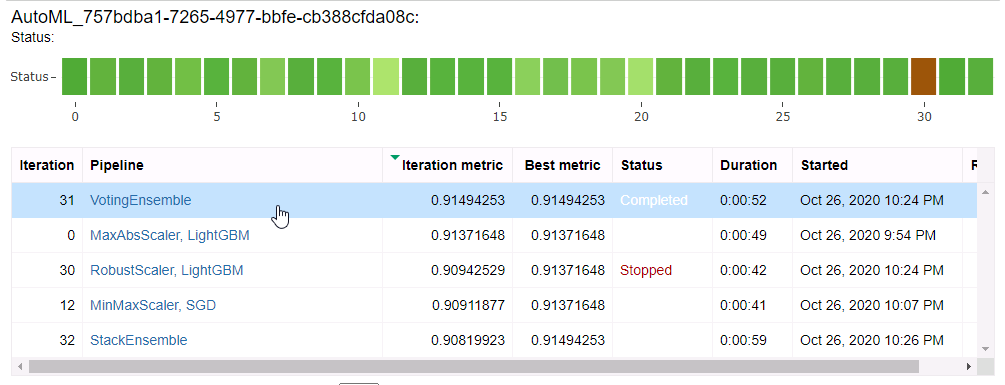 AutoML_757bdba1-7265-4977-bbfe-cb388cfda08c:
Status:
Status
0 5 10 15 20 25 30
Iteration Pipeline Iteration metric Best metric Status Duration Started R
31 VotingEnsemble 0.91494253 0.91494253 Completed 0:00:52 Oct 26, 2020 10:24 PM
0 MaxAbsScaler, LightGBM 0.91371648 0.91371648 0:00:49 Oct 26, 2020 9:54 PM
30 RobustScaler, LightGBM 0.90942529 0.91371648 Stopped 0:00:42 Oct 26, 2020 10:24 PM
12 MinMaxScaler, SGD 0.90911877 0.91371648 0:00:41 Oct 26, 2020 10:07 PM
32 StackEnsemble 0.90819923 0.91494253 0:00:59 Oct 26, 2020 10:26 PM